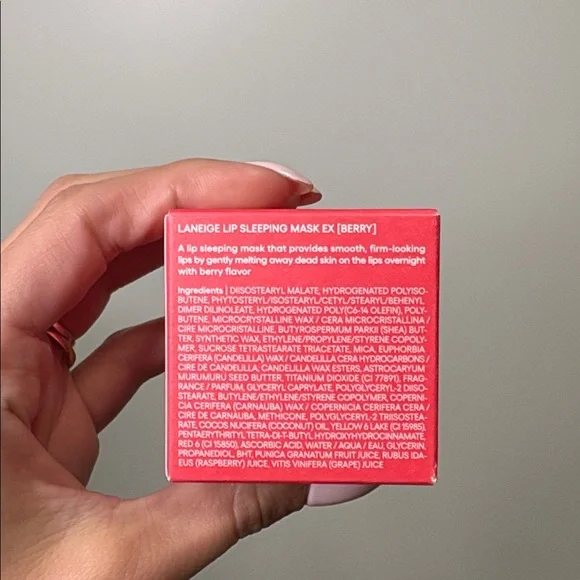 LANEIGE LIP SLEEPING MASK EX [BERRY]
A lip sleeping mask that provides smooth, firm-looking
lips by gently melting away dead skin on the lips overnight
with berry flavor
Ingredients | DIISOSTEARYL MALATE, HYDROGENATED POLYISO-
BUTENE, PHYTOSTERYL/ISOSTEARYL/CETYL/STEARYL/BEHENYL
DIMER DILINOLEATE, HYDROGENATED POLY(C6-14 OLEFIN), POLY-
BUTENE, MICROCRYSTALLINE WAX / CERA MICROCRISTALLINA /
CIRE MICROCRISTALLINE, BUTYROSPERMUM PARKII (SHEA) BUT-
TER, SYNTHETIC WAX, ETHYLENE/PROPYLENE/STYRENE COPOLY-
MER, SUCROSE TETRASTEARATE TRIACETATE, MICA, EUPHORBIA
CERIFERA (CANDELILLA) WAX / CANDELILLA CERA HYDROCARBONS /
CIRE DE CANDELILLA, CANDELILLA WAX ESTERS, ASTROCARYUM
MURUMURU SEED BUTTER, TITANIUM DIOXIDE (CI 77891), FRAG-
RANCE / PARFUM, GLYCERYL CAPRYLATE, POLYGLYCERYL-2 DIISO-
STEARATE, BUTYLENE/ETHYLENE/STYRENE COPOLYMER, COPERNI-
CIA CERIFERA (CARNAUBA) WAX / COPERNICIA CERIFERA CERA /
CIRE DE CARNAUBA, METHICONE, POLYGLYCERYL-2 TRIISOSTEA-
RATE, COCOS NUCIFERA (COCONUT) OIL, YELLOW 6 LAKE (CI 15985),
PENTAERYTHRITYL TETRA-DI-T-BUTYL HYDROXYHYDROCINNAMATE,
RED 6 (CI 15850), ASCORBIC ACID, WATER / AQUA / EAU, GLYCERIN,
PROPANEDIOL, BHT, PUNICA GRANATUM FRUIT JUICE, RUBUS IDA-
EUS (RASPBERRY) JUICE, VITIS VINIFERA (GRAPE) JUICE